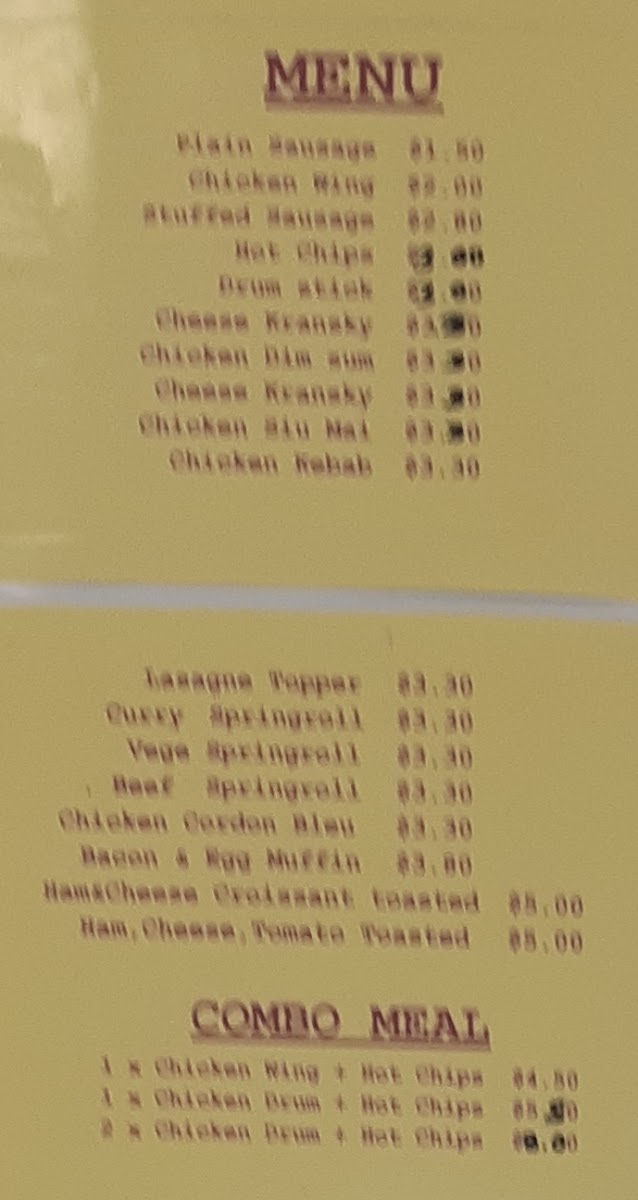 MENU
Plain Sausage $1.50
Chicken Wing $2.00
Stuffed Sausage $2.80
Hot Chips
Drum stick
Cheese Kransky
Chicken Dim sum
Cheese Kransky
Chicken Siu Mai
Chicken Kebab $3.30
Lasagne Topper $3.30
Curry Springroll $3.30
Vege Springroll $3.30
Beef Springroll $3.30
Chicken Cordon Bleu $3.30
Bacon & Egg Muffin $3.80
Ham&Cheese Croissant toasted $5.00
Ham,Cheese,Tomato Toasted $5.00
COMBO MEAL
1 x Chicken Wing + Hot Chips $4.50
1 x Chicken Drum + Hot Chips
2 x Chicken Drum + Hot Chips